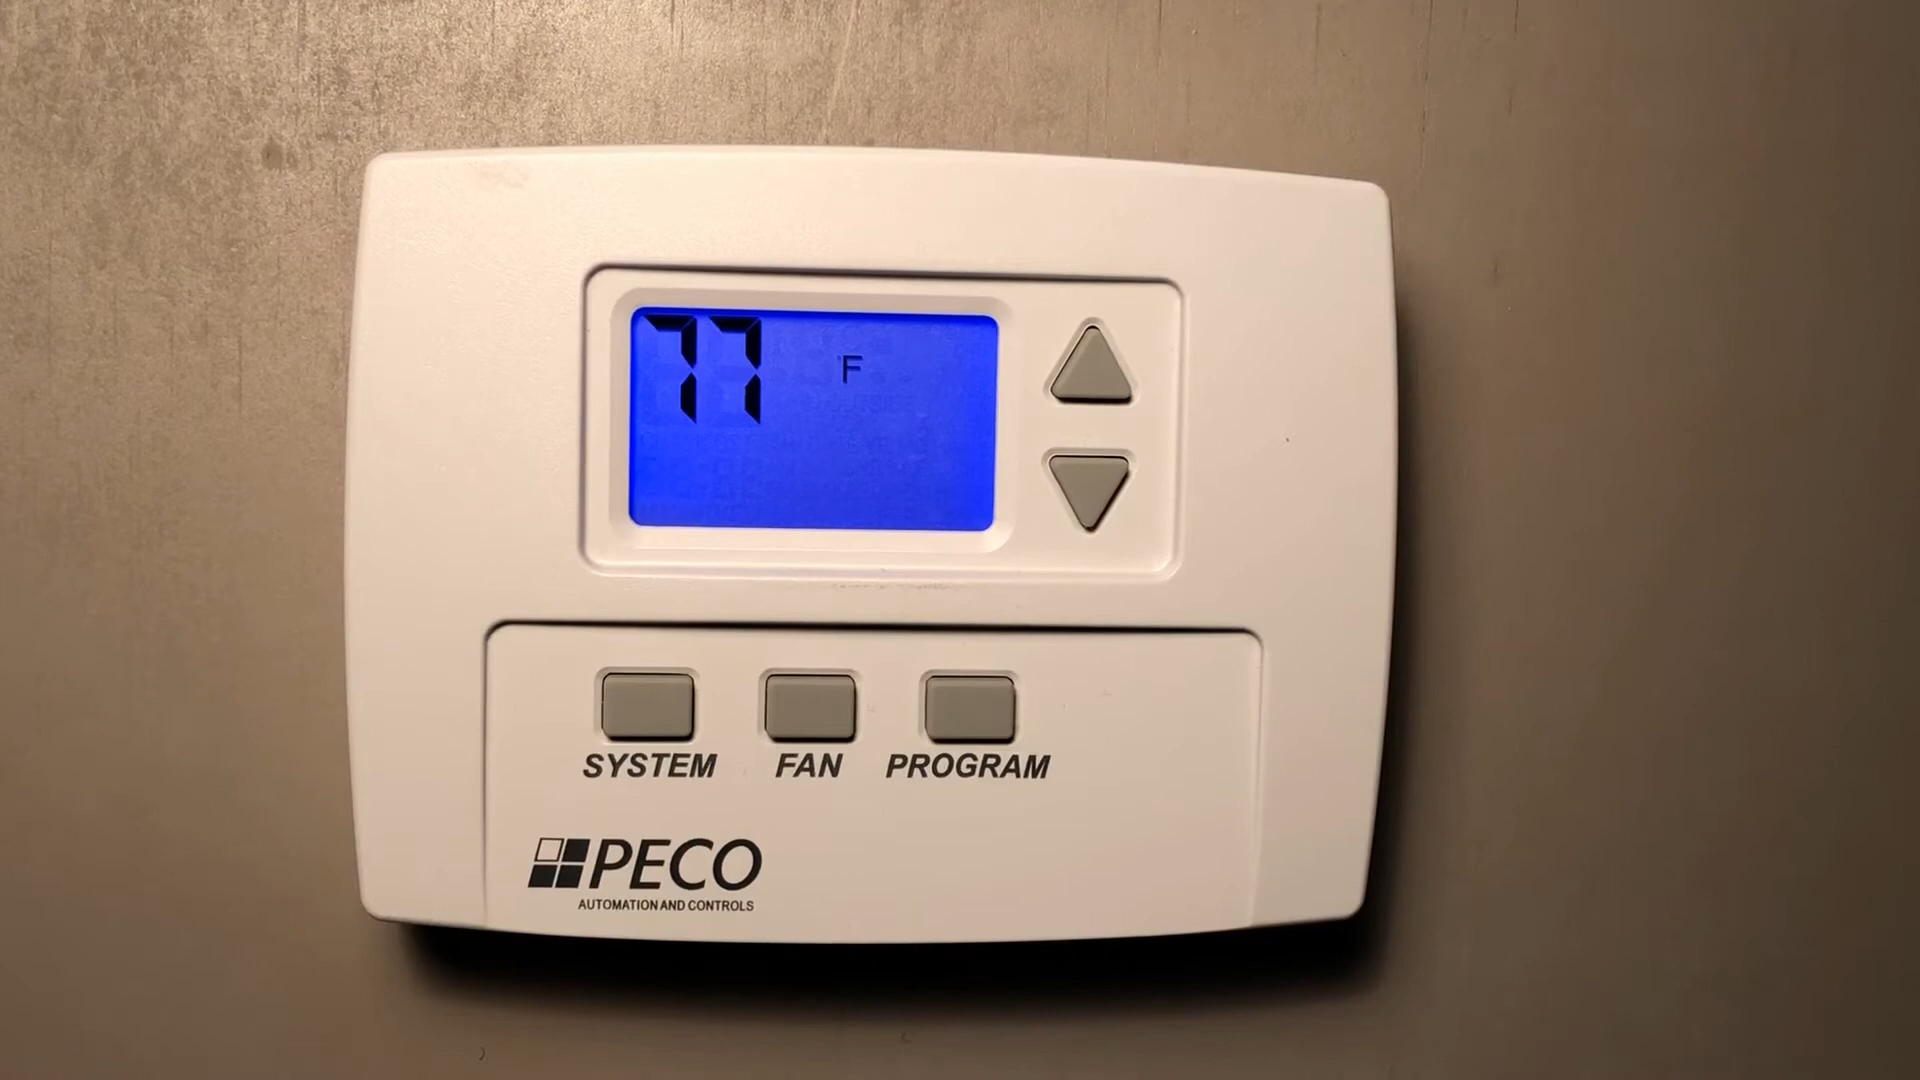 77 °F
SYSTEM FAN PROGRAM
PECO
AUTOMATION AND CONTROLS